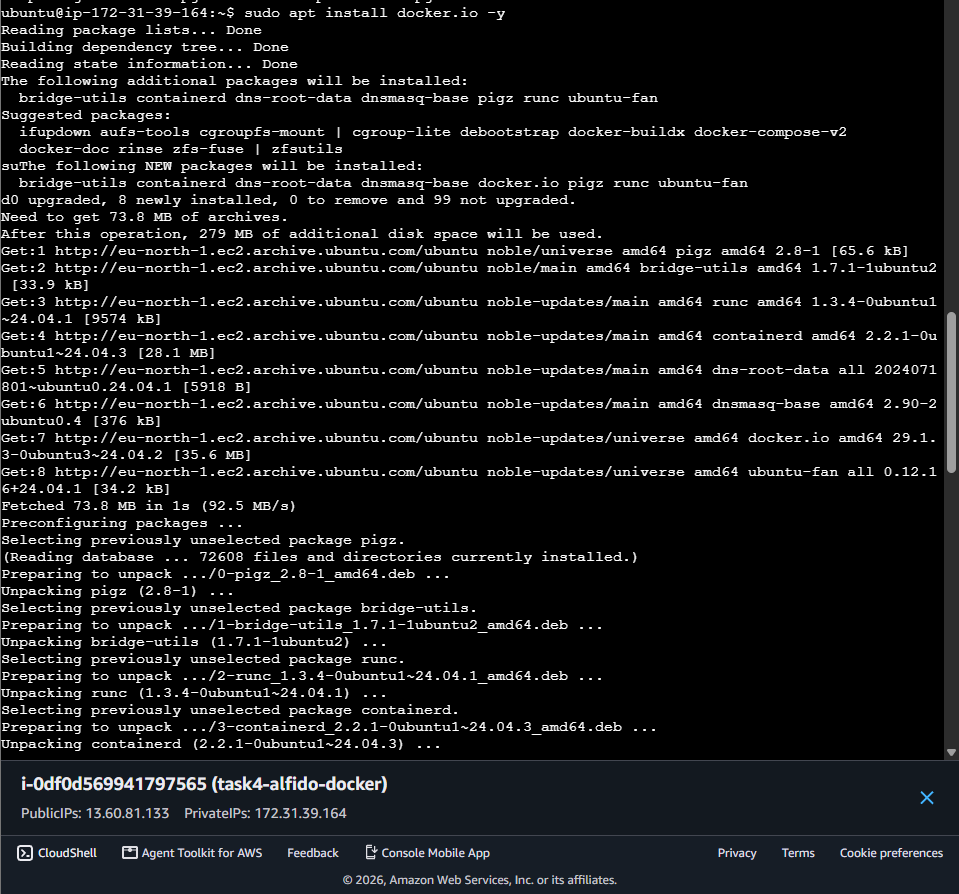 ubuntu@ip-172-31-39-164:~$ sudo apt install docker.io -y
Reading package lists... Done
Building dependency tree... Done
Reading state information... Done
The following additional packages will be installed:
  bridge-utils containerd dns-root-data dnsmasq-base pigz runc ubuntu-fan
Suggested packages:
  ifupdown aufs-tools cgroupfs-mount | cgroup-lite debootstrap docker-buildx docker-compose-v2
  docker-doc rinse zfs-fuse | zfsutils
suThe following NEW packages will be installed:
  bridge-utils containerd dns-root-data dnsmasq-base docker.io pigz runc ubuntu-fan
d0 upgraded, 8 newly installed, 0 to remove and 99 not upgraded.
Need to get 73.8 MB of archives.
After this operation, 279 MB of additional disk space will be used.
Get:1 http://eu-north-1.ec2.archive.ubuntu.com/ubuntu noble/universe amd64 pigz amd64 2.8-1 [65.6 kB]
Get:2 http://eu-north-1.ec2.archive.ubuntu.com/ubuntu noble/main amd64 bridge-utils amd64 1.7.1-1ubuntu2
 [33.9 kB]
Get:3 http://eu-north-1.ec2.archive.ubuntu.com/ubuntu noble-updates/main amd64 runc amd64 1.3.4-0ubuntu1
~24.04.1 [9574 kB]
Get:4 http://eu-north-1.ec2.archive.ubuntu.com/ubuntu noble-updates/main amd64 containerd amd64 2.2.1-0u
buntu1~24.04.3 [28.1 MB]
Get:5 http://eu-north-1.ec2.archive.ubuntu.com/ubuntu noble-updates/main amd64 dns-root-data all 2024071
801~ubuntu0.24.04.1 [5918 B]
Get:6 http://eu-north-1.ec2.archive.ubuntu.com/ubuntu noble-updates/main amd64 dnsmasq-base amd64 2.90-2
ubuntu0.4 [376 kB]
Get:7 http://eu-north-1.ec2.archive.ubuntu.com/ubuntu noble-updates/universe amd64 docker.io amd64 29.1.
3-0ubuntu3~24.04.2 [35.6 MB]
Get:8 http://eu-north-1.ec2.archive.ubuntu.com/ubuntu noble-updates/universe amd64 ubuntu-fan all 0.12.1
6+24.04.1 [34.2 kB]
Fetched 73.8 MB in 1s (92.5 MB/s)
Preconfiguring packages ...
Selecting previously unselected package pigz.
(Reading database ... 72608 files and directories currently installed.)
Preparing to unpack .../0-pigz_2.8-1_amd64.deb ...
Unpacking pigz (2.8-1) ...
Selecting previously unselected package bridge-utils.
Preparing to unpack .../1-bridge-utils_1.7.1-1ubuntu2_amd64.deb ...
Unpacking bridge-utils (1.7.1-1ubuntu2) ...
Selecting previously unselected package runc.
Preparing to unpack .../2-runc_1.3.4-0ubuntu1~24.04.1_amd64.deb ...
Unpacking runc (1.3.4-0ubuntu1~24.04.1) ...
Selecting previously unselected package containerd.
Preparing to unpack .../3-containerd_2.2.1-0ubuntu1~24.04.3_amd64.deb ...
Unpacking containerd (2.2.1-0ubuntu1~24.04.3) ...
i-0df0d569941797565 (task4-alfido-docker)
PublicIPs: 13.60.81.133 PrivateIPs: 172.31.39.164
CloudShell Agent Toolkit for AWS Feedback Console Mobile App Privacy Terms Cookie preferences
© 2026, Amazon Web Services, Inc. or its affiliates.